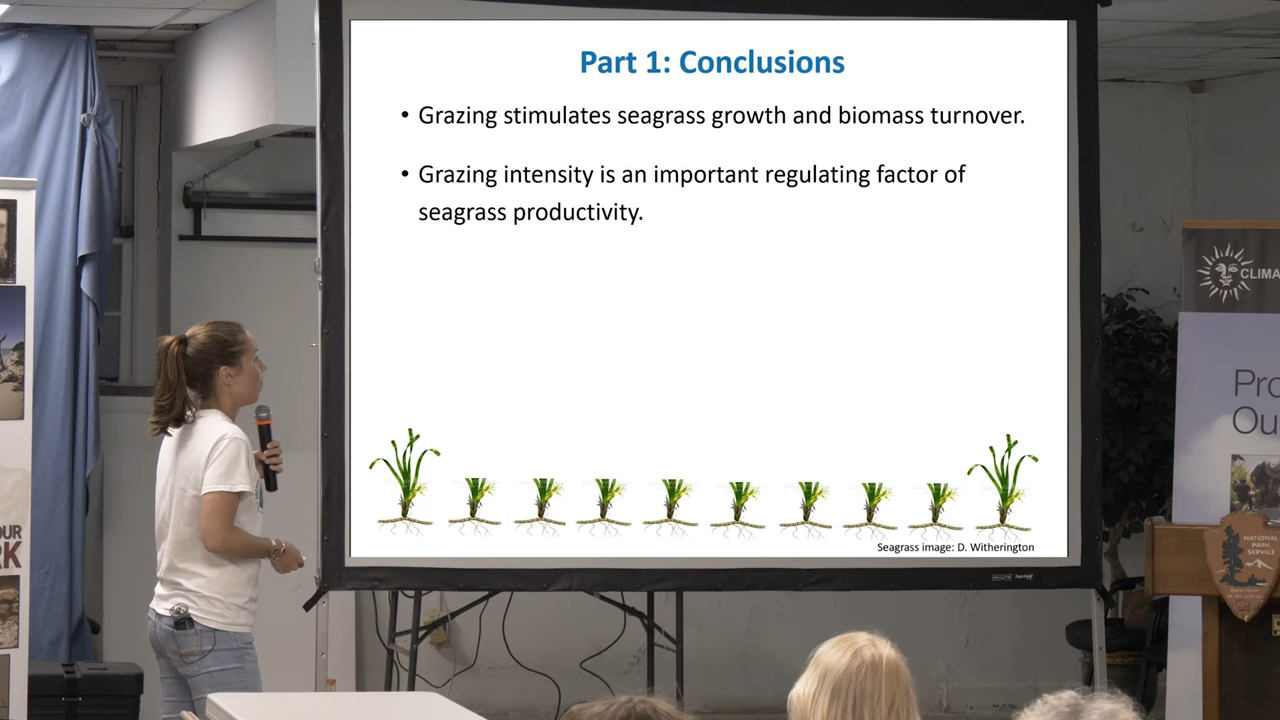 Part 1: Conclusions
• Grazing stimulates seagrass growth and biomass turnover.
• Grazing intensity is an important regulating factor of
seagrass productivity.
Seagrass image: D. Witherington
CLIMA
Pro
Ou
OUR
RK
NATIONAL
PARK
SERVICE